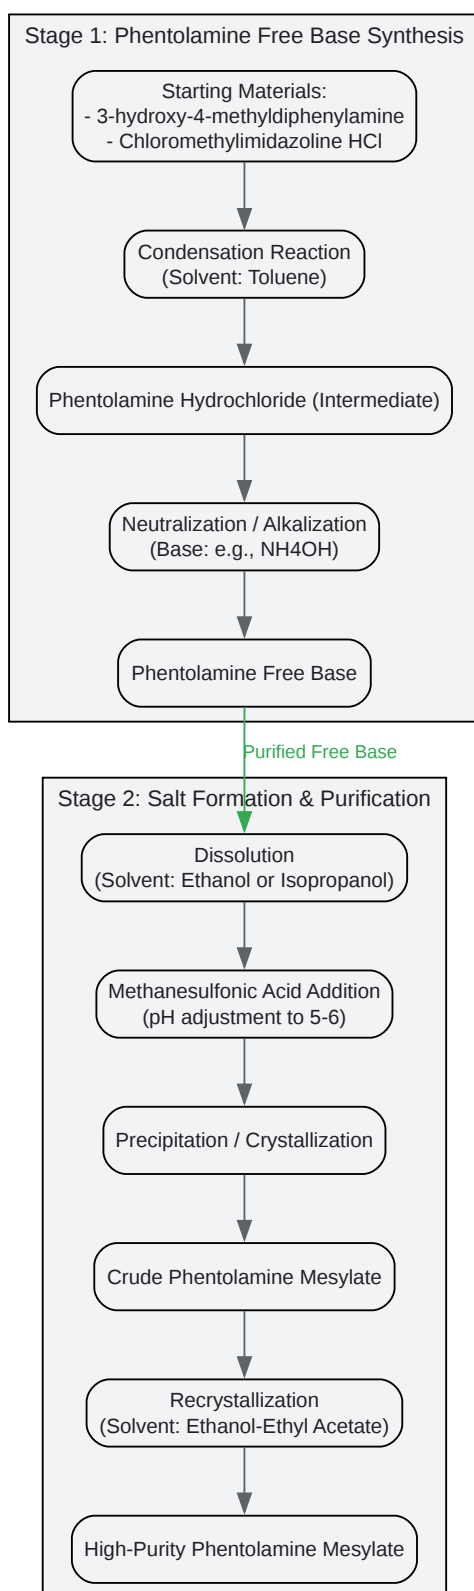 Stage 1: Phentolamine Free Base Synthesis
Starting Materials:
- 3-hydroxy-4-methyldiphenylamine
- Chloromethylimidazoline HCl
Condensation Reaction
(Solvent: Toluene)
Phentolamine Hydrochloride (Intermediate)
Neutralization / Alkalization
(Base: e.g., NH4OH)
Phentolamine Free Base
Purified Free Base
Stage 2: Salt Formation & Purification
Dissolution
(Solvent: Ethanol or Isopropanol)
Methanesulfonic Acid Addition
(pH adjustment to 5-6)
Precipitation / Crystallization
Crude Phentolamine Mesylate
Recrystallization
(Solvent: Ethanol-Ethyl Acetate)
High-Purity Phentolamine Mesylate